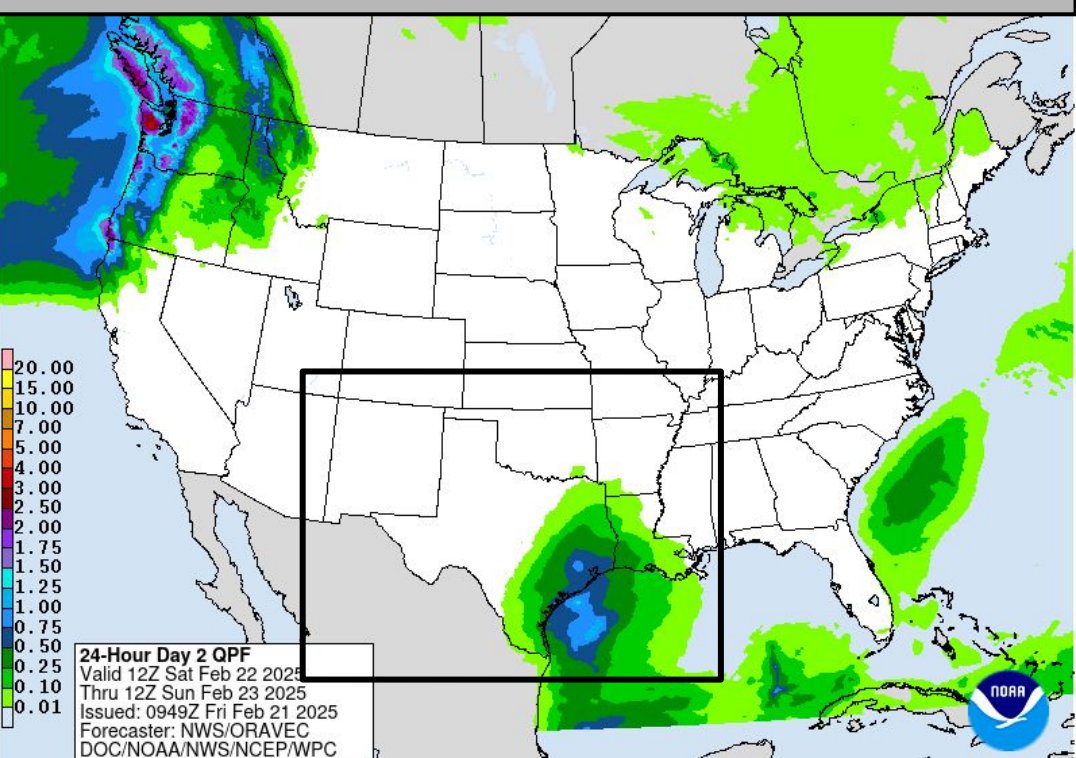 20.00
15.00
10.00
7.00
5.00
4.00
3.00
2.50
2.00
1.75
1.50
1.25
1.00
0.75
0.50
0.25
0.10
0.01
24-Hour Day 2 QPF
Valid 12Z Sat Feb 22 2025
Thru 12Z Sun Feb 23 2025
Issued: 0949Z Fri Feb 21 2025
Forecaster: NWS/ORAVEC
DOC/NOAA/NWS/NCEP/WPC
NOAA